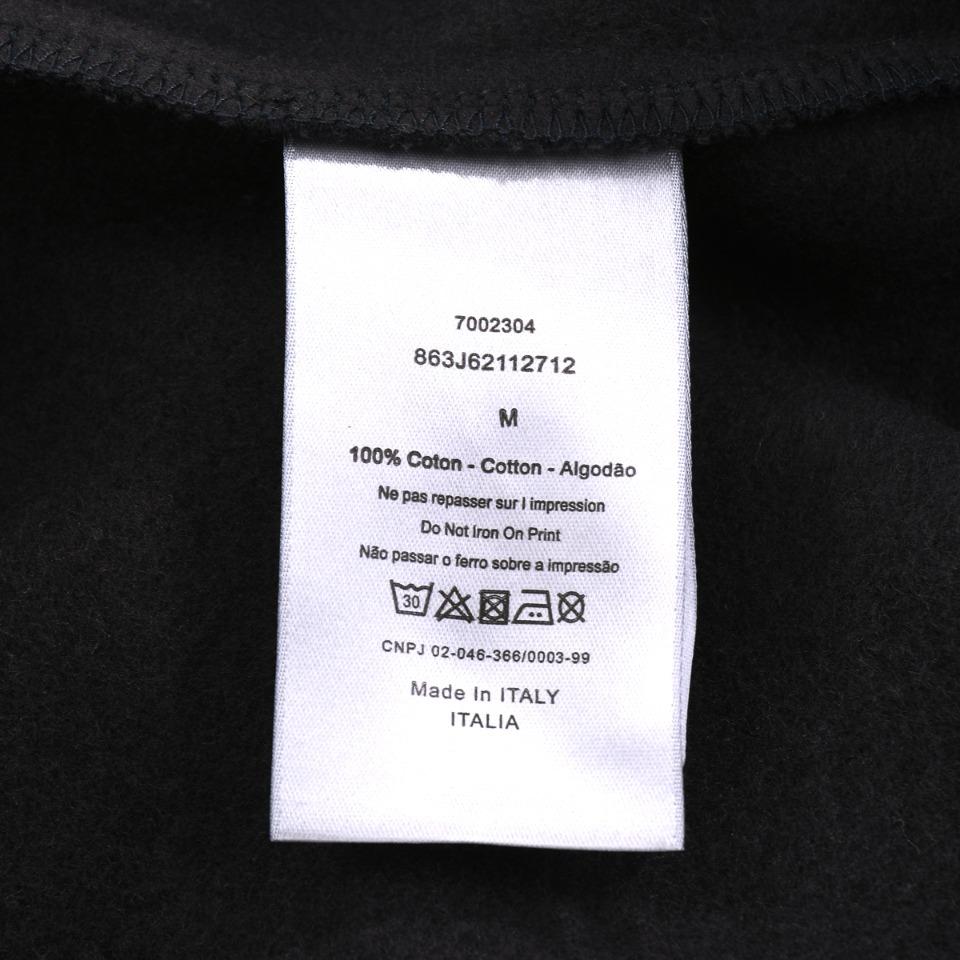 7002304
863J62112712
M
100% Coton - Cotton - Algodão
Ne pas repasser sur l impression
Do Not Iron On Print
Não passar o ferro sobre a impressão
30
CNPJ 02-046-366/0003-99
Made In ITALY
ITALIA